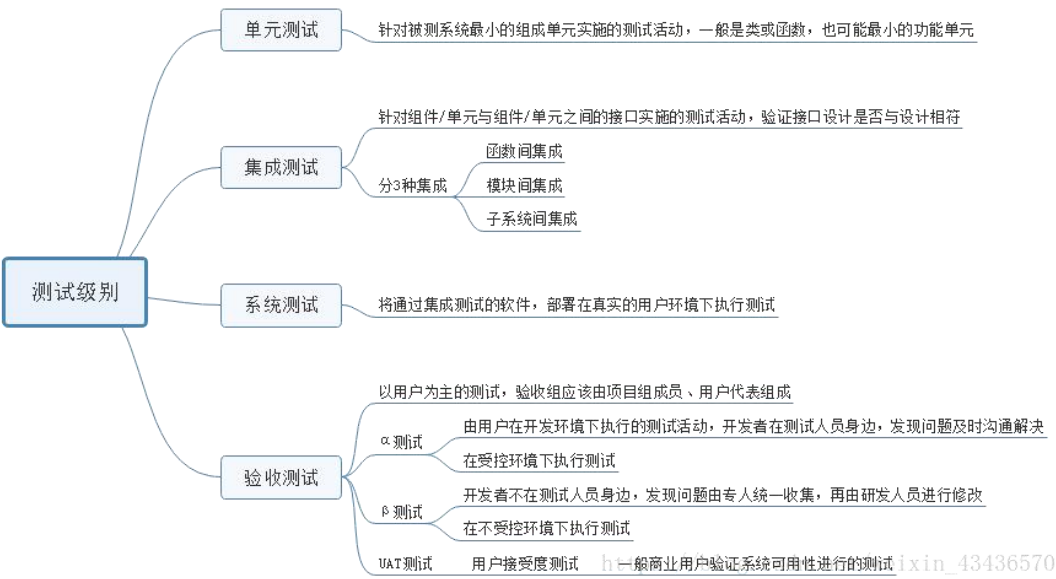 测试级别
单元测试
针对被测系统最小的组成单元实施的测试活动，一般是类或函数，也可能最小的功能单元
集成测试
针对组件/单元与组件/单元之间的接口实施的测试活动，验证接口设计是否与设计相符
分3种集成
函数间集成
模块间集成
子系统间集成
系统测试
将通过集成测试的软件，部署在真实的用户环境下执行测试
验收测试
以用户为主的测试，验收组应该由项目组成员、用户代表组成
α测试
由用户在开发环境下执行的测试活动，开发者在测试人员身边，发现问题及时沟通解决
在受控环境下执行测试
β测试
开发者不在测试人员身边，发现问题由专人统一收集，再由研发人员进行修改
在不受控环境下执行测试
UAT测试 用户接受度测试 一般商业用户验证系统可用性进行的测试